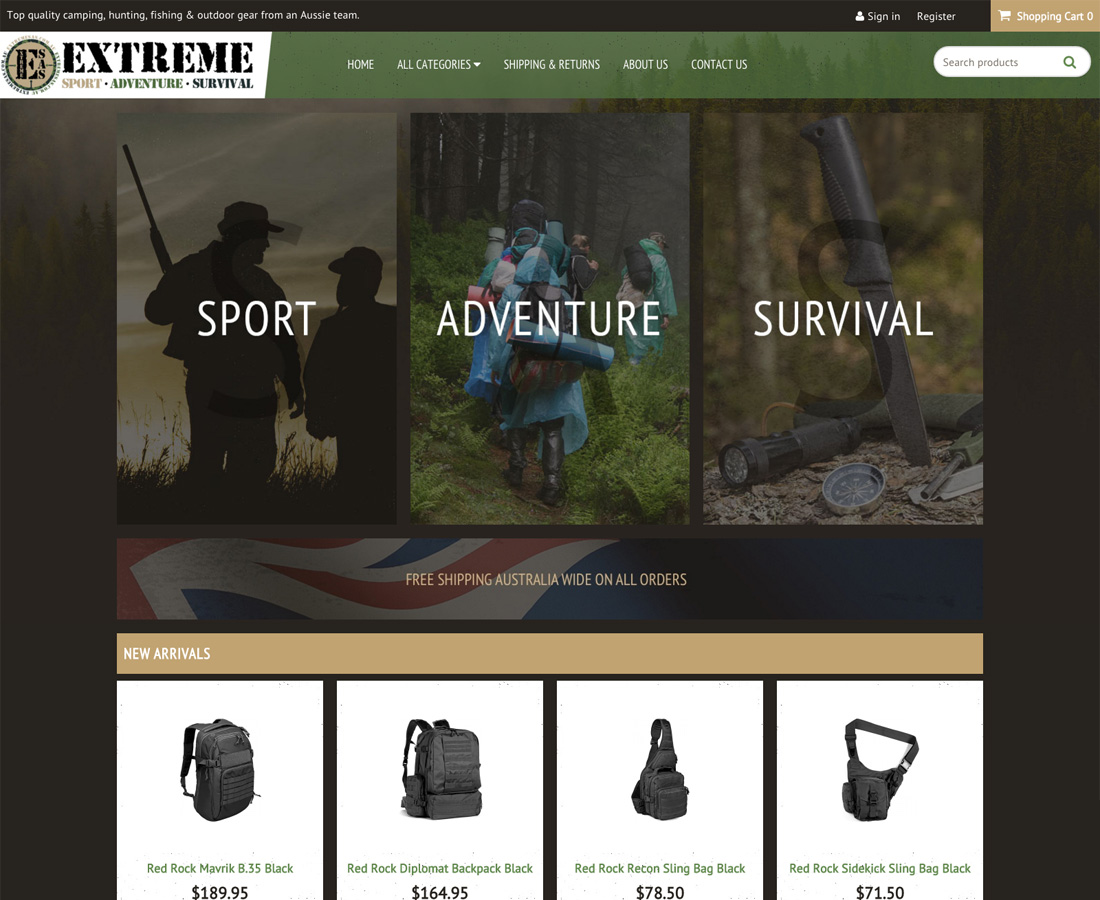 Top quality camping, hunting, fishing & outdoor gear from an Aussie team.
Sign in Register
Shopping Cart 0
EXTREME
SPORT · ADVENTURE · SURVIVAL
HOME ALL CATEGORIES SHIPPING & RETURNS ABOUT US CONTACT US
Search products
SPORT
ADVENTURE
SURVIVAL
FREE SHIPPING AUSTRALIA WIDE ON ALL ORDERS
NEW ARRIVALS
Red Rock Mavrik B.35 Black
$189.95
Red Rock Diplomat Backpack Black
$164.95
Red Rock Recon Sling Bag Black
$78.50
Red Rock Sidekick Sling Bag Black
$71.50